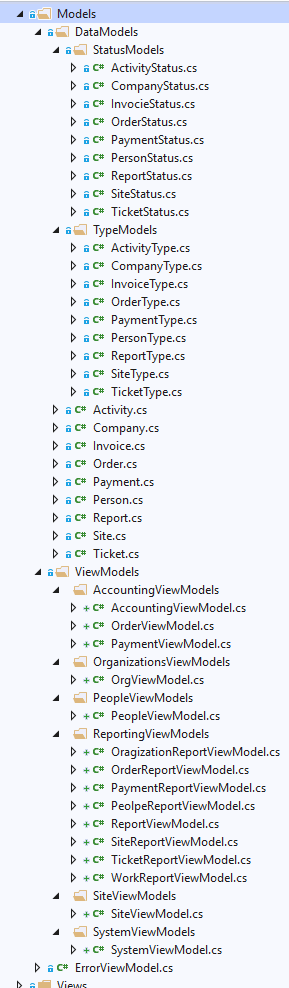 Models
DataModels
StatusModels
C# ActivityStatus.cs
C# CompanyStatus.cs
C# InvocieStatus.cs
C# OrderStatus.cs
C# PaymentStatus.cs
C# PersonStatus.cs
C# ReportStatus.cs
C# SiteStatus.cs
C# TicketStatus.cs
TypeModels
C# ActivityType.cs
C# CompanyType.cs
C# InvoiceType.cs
C# OrderType.cs
C# PaymentType.cs
C# PersonType.cs
C# ReportType.cs
C# SiteType.cs
C# TicketType.cs
C# Activity.cs
C# Company.cs
C# Invoice.cs
C# Order.cs
C# Payment.cs
C# Person.cs
C# Report.cs
C# Site.cs
C# Ticket.cs
ViewModels
AccountingViewModels
+ C# AccountingViewModel.cs
+ C# OrderViewModel.cs
+ C# PaymentViewModel.cs
OrganizationsViewModels
+ C# OrgViewModel.cs
PeopleViewModels
+ C# PeopleViewModel.cs
ReportingViewModels
+ C# OragizationReportViewModel.cs
+ C# OrderReportViewModel.cs
+ C# PaymentReportViewModel.cs
+ C# PeolpeReportViewModel.cs
+ C# ReportViewModel.cs
+ C# SiteReportViewModel.cs
+ C# TicketReportViewModel.cs
+ C# WorkReportViewModel.cs
SiteViewModels
+ C# SiteViewModel.cs
SystemViewModels
+ C# SystemViewModel.cs
C# ErrorViewModel.cs
Views